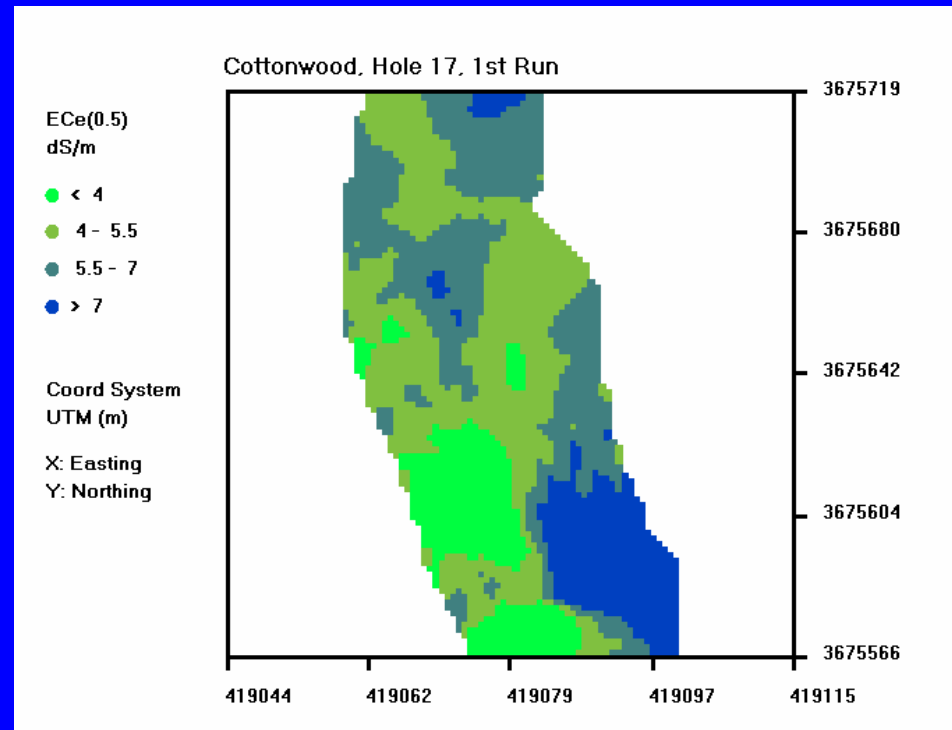 Cottonwood, Hole 17, 1st Run
ECe(0.5)
dS/m
< 4
4 - 5.5
5.5 - 7
> 7
Coord System
UTM (m)
X: Easting
Y: Northing
3675719
3675680
3675642
3675604
3675566
419044 419062 419079 419097 419115